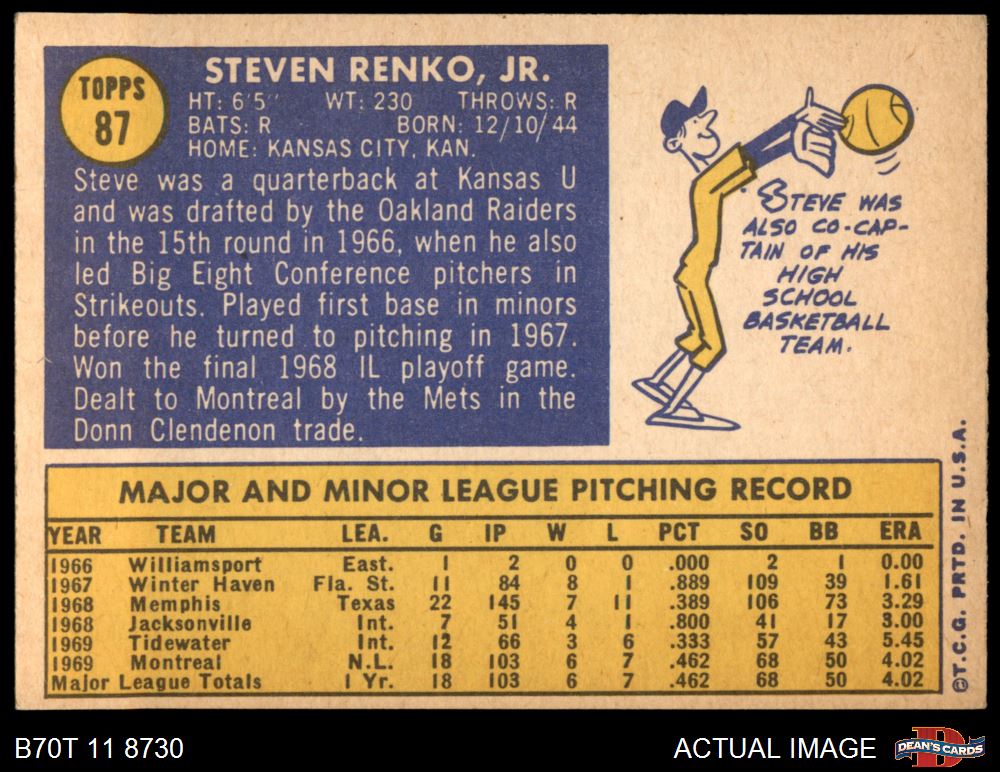 TOPPS
87
STEVEN RENKO, JR.
HT: 6'5" WT: 230 THROWS: R
BATS: R BORN: 12/10/44
HOME: KANSAS CITY, KAN.
Steve was a quarterback at Kansas U
and was drafted by the Oakland Raiders
in the 15th round in 1966, when he also
led Big Eight Conference pitchers in
Strikeouts. Played first base in minors
before he turned to pitching in 1967.
Won the final 1968 IL playoff game.
Dealt to Montreal by the Mets in the
Donn Clendenon trade.
STEVE WAS
ALSO CO-CAP-
TAIN OF HIS
HIGH
SCHOOL
BASKETBALL
TEAM.
MAJOR AND MINOR LEAGUE PITCHING RECORD
YEAR TEAM LEA. G IP W L PCT SO BB ERA
1966 Williamsport East. 1 2 0 0 .000 2 1 0.00
1967 Winter Haven Fla. St. 11 84 8 1 .889 109 39 1.61
1968 Memphis Texas 22 145 7 11 .389 106 73 3.29
1968 Jacksonville Int. 7 51 4 1 .800 41 17 3.00
1969 Tidewater Int. 12 66 3 6 .333 57 43 5.45
1969 Montreal N.L. 18 103 6 7 .462 68 50 4.02
Major League Totals 1 Yr. 18 103 6 7 .462 68 50 4.02
©T.C.G. PRTD. IN U.S.A.
B70T 11 8730
ACTUAL IMAGE
D
DEAN'S CARDS